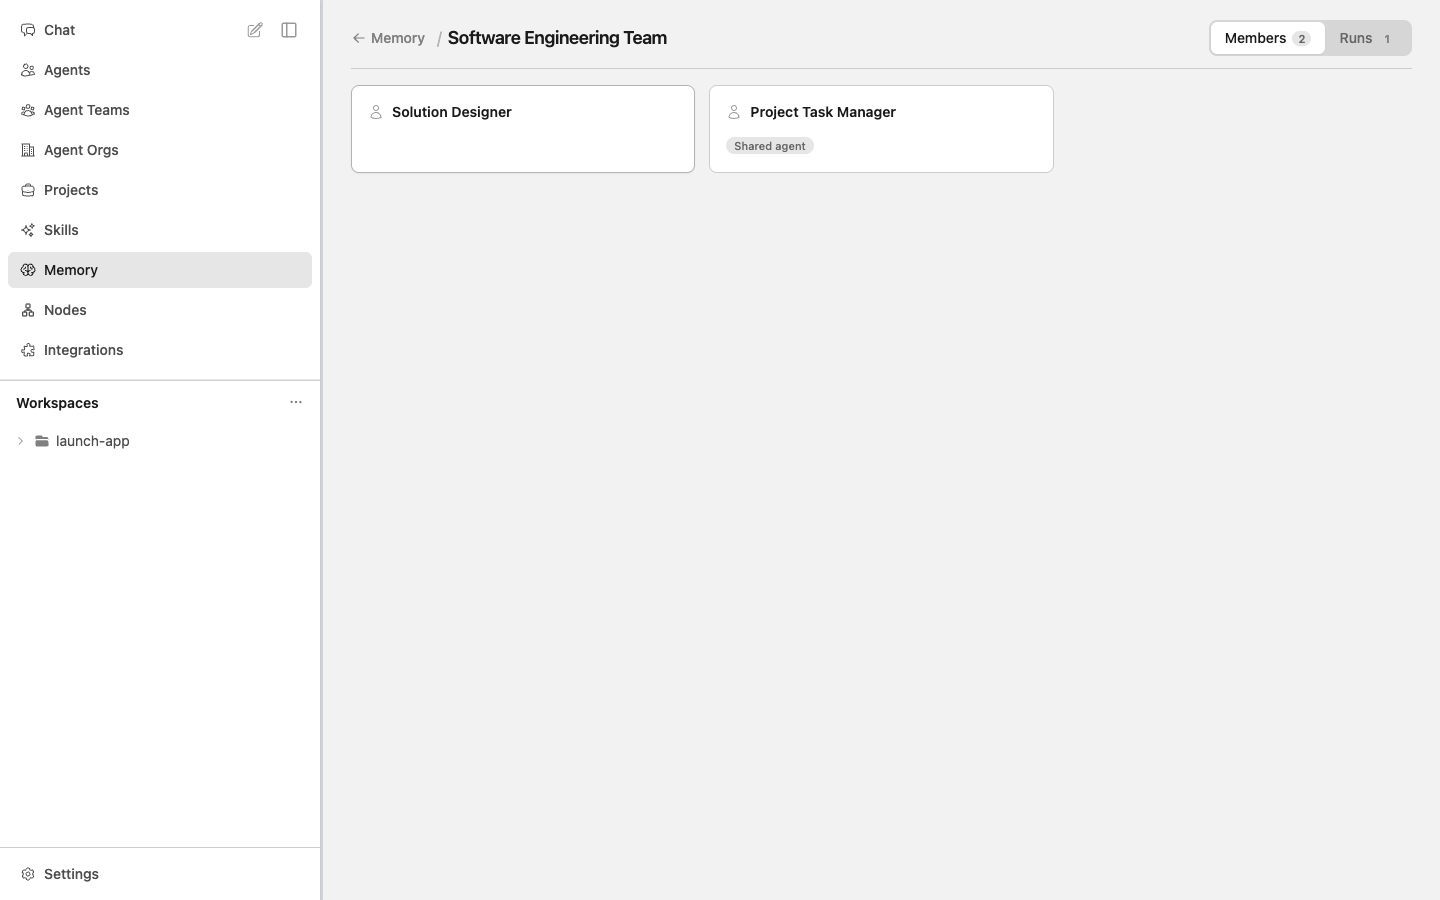 Chat
Agents
Agent Teams
Agent Orgs
Projects
Skills
Memory
Nodes
Integrations
Workspaces
launch-app
Settings
Memory / Software Engineering Team
Members 2 Runs 1
Solution Designer
Project Task Manager
Shared agent